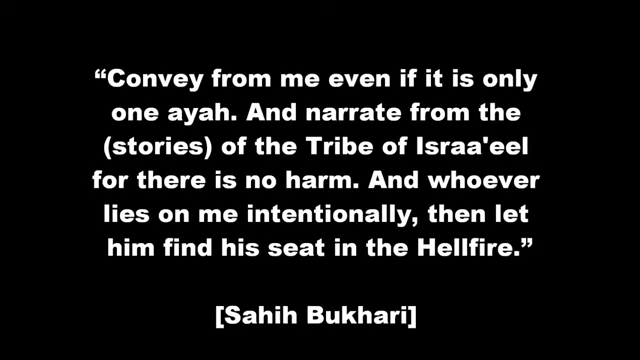 “Convey from me even if it is only
one ayah. And narrate from the
(stories) of the Tribe of Israa'eel
for there is no harm. And whoever
lies on me intentionally, then let
him find his seat in the Hellfire.”
[Sahih Bukhari]